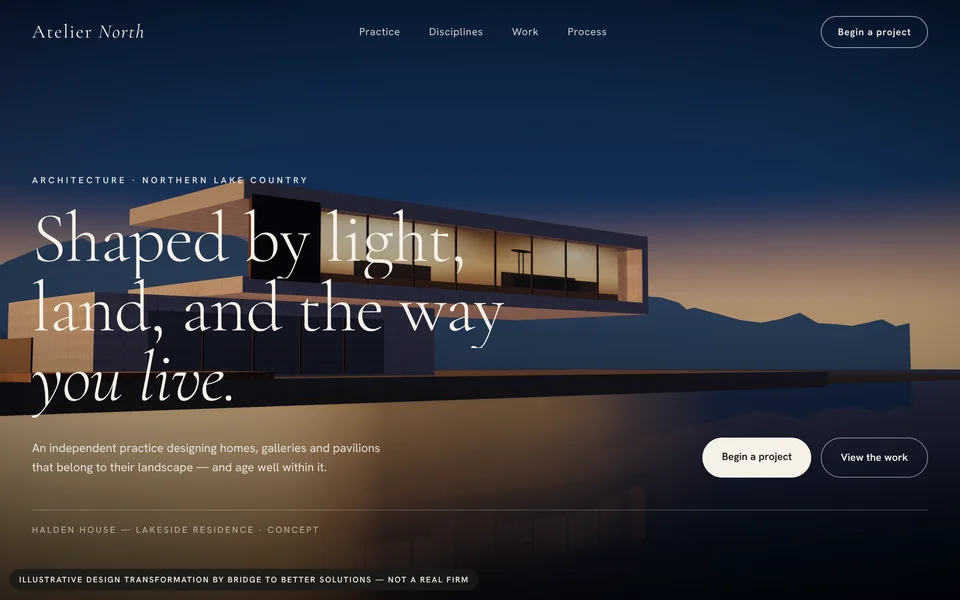 Atelier North
Practice
Disciplines
Work
Process
Begin a project
ARCHITECTURE · NORTHERN LAKE COUNTRY
Shaped by light,
land, and the way
you live.
An independent practice designing homes, galleries and pavilions
that belong to their landscape — and age well within it.
Begin a project
View the work
HALDEN HOUSE — LAKESIDE RESIDENCE · CONCEPT
ILLUSTRATIVE DESIGN TRANSFORMATION BY BRIDGE TO BETTER SOLUTIONS — NOT A REAL FIRM